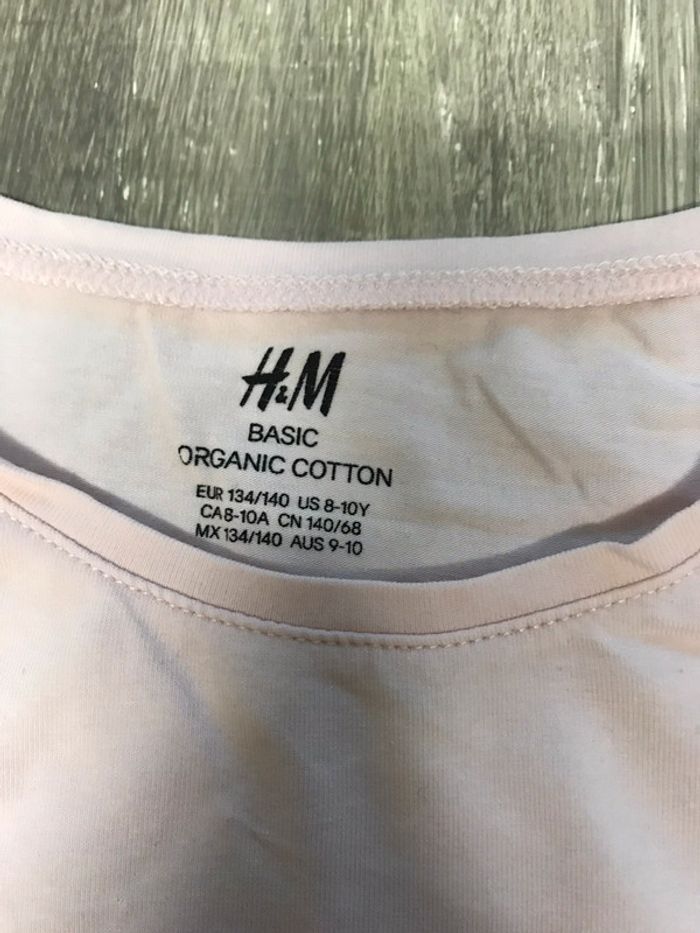 H&M
BASIC
ORGANIC COTTON
EUR 134/140 US 8-10Y
CA8-10A CN 140/68
MX 134/140 AUS 9-10